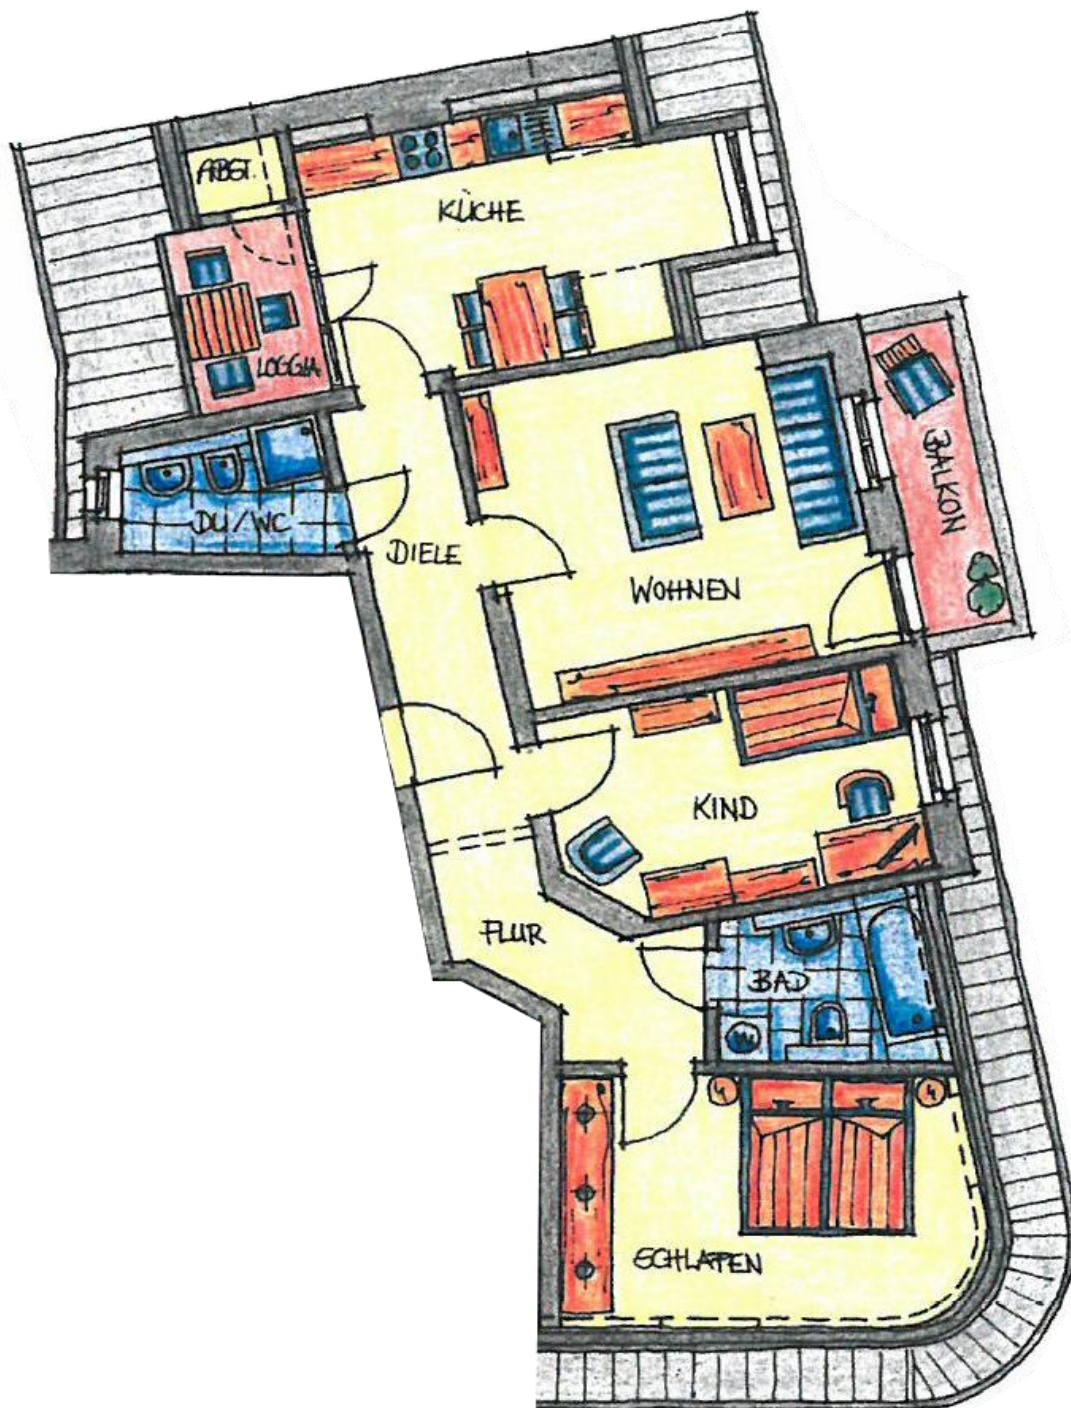 ABST.
KÜCHE
LOGGIA
BALKON
DU/WC
DIELE
WOHNEN
KIND
FLUR
BAD
W
SCHLAFEN